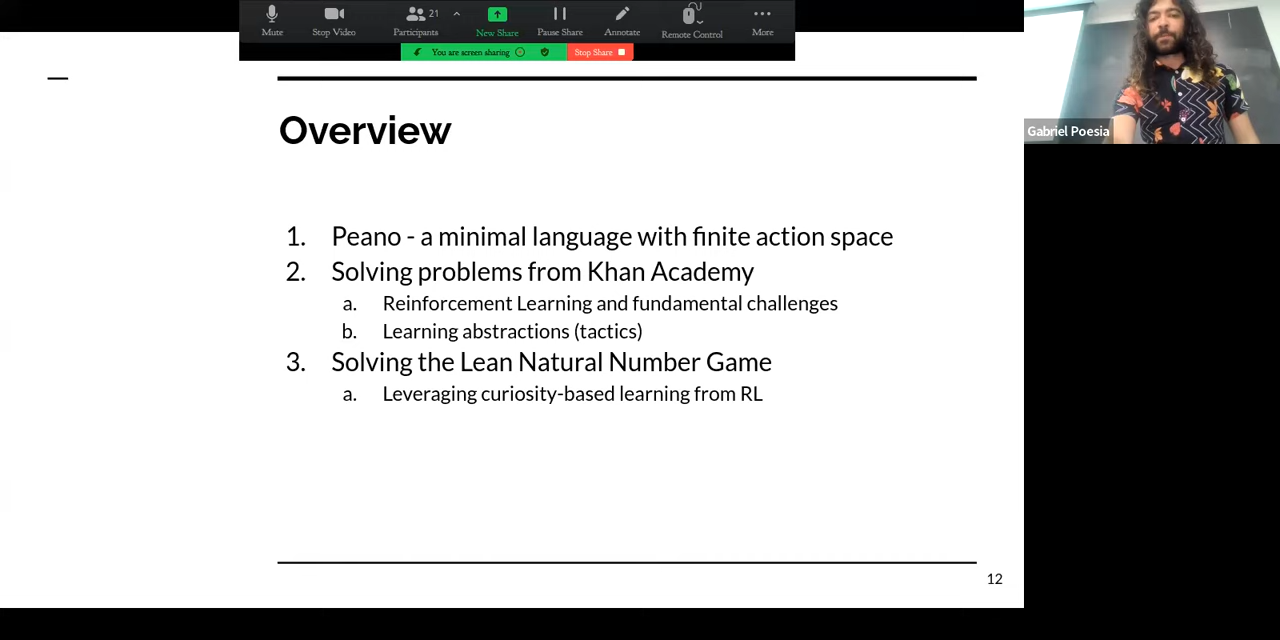 21
Mute
Stop Video
Participants
New Share
Pause Share
Annotate
Remote Control
More
You are screen sharing
Stop Share
Gabriel Poesia
Overview
1. Peano - a minimal language with finite action space
2. Solving problems from Khan Academy
a. Reinforcement Learning and fundamental challenges
b. Learning abstractions (tactics)
3. Solving the Lean Natural Number Game
a. Leveraging curiosity-based learning from RL
12